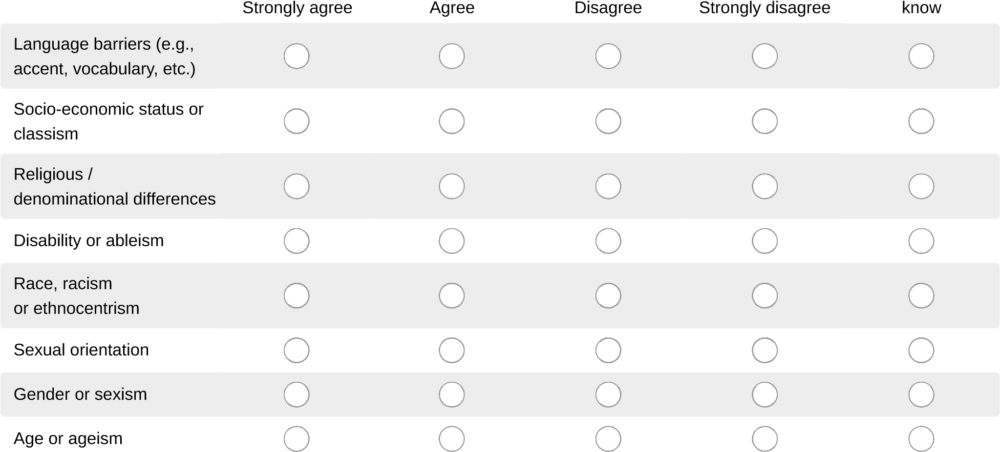 Strongly agree Agree Disagree Strongly disagree know
Language barriers (e.g.,
accent, vocabulary, etc.)
Socio-economic status or
classism
Religious /
denominational differences
Disability or ableism
Race, racism
or ethnocentrism
Sexual orientation
Gender or sexism
Age or ageism